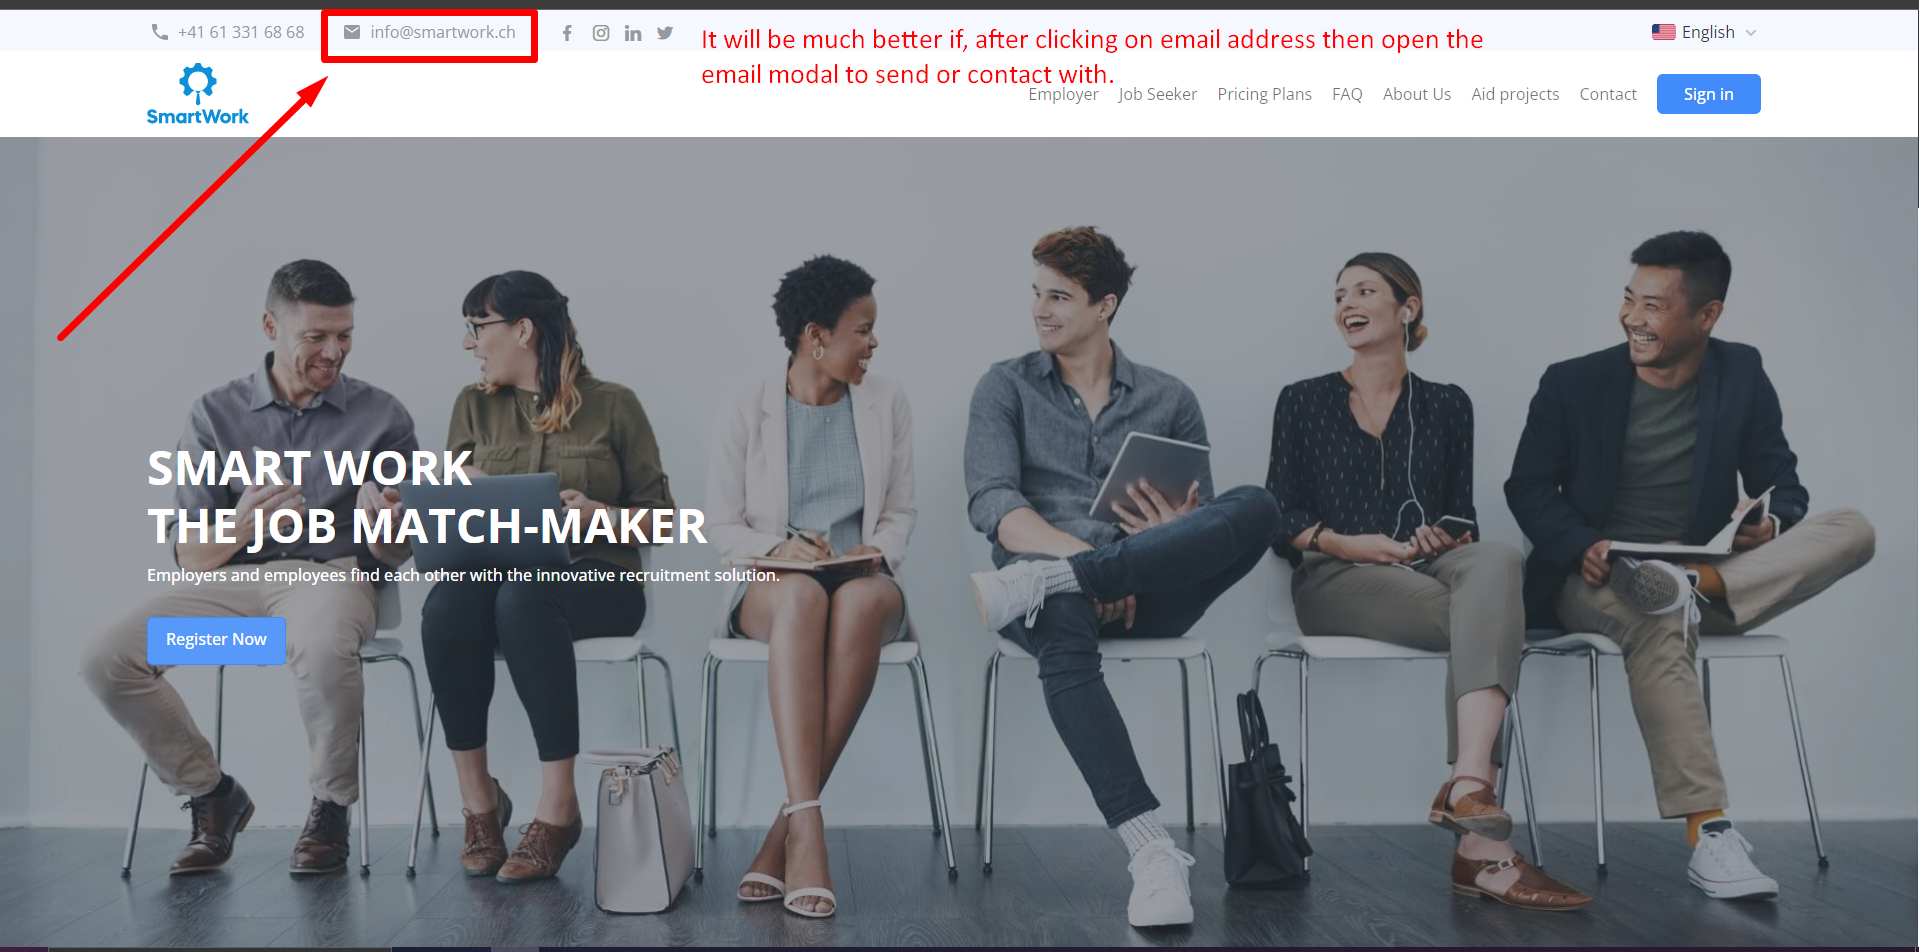 +41 61 331 68 68
info@smartwork.ch
It will be much better if, after clicking on email address then open the
email modal to send or contact with.
English
SmartWork
Employer Job Seeker Pricing Plans FAQ About Us Aid projects Contact Sign in
SMART WORK
THE JOB MATCH-MAKER
Employers and employees find each other with the innovative recruitment solution.
Register Now